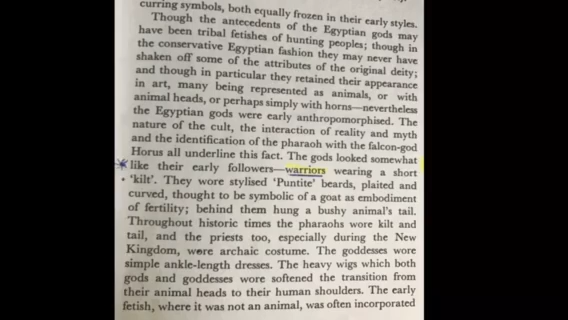 curring symbols, both equally frozen in their early styles.
Though the antecedents of the Egyptian gods may
have been tribal fetishes of hunting peoples; though in
the conservative Egyptian fashion they may never have
shaken off some of the attributes of the original deity;
and though in particular they retained their appearance
in art, many being represented as animals, or with
animal heads, or perhaps simply with horns—nevertheless
the Egyptian gods were early anthropomorphised. The
nature of the cult, the interaction of reality and myth
and the identification of the pharaoh with the falcon-god
Horus all underline this fact. The gods looked somewhat
like their early followers—warriors wearing a short
'kilt'. They wore stylised 'Puntite' beards, plaited and
curved, thought to be symbolic of a goat as embodiment
of fertility; behind them hung a bushy animal's tail.
Throughout historic times the pharaohs wore kilt and
tail, and the priests too, especially during the New
Kingdom, wore archaic costume. The goddesses wore
simple ankle-length dresses. The heavy wigs which both
gods and goddesses wore softened the transition from
their animal heads to their human shoulders. The early
fetish, where it was not an animal, was often incorporated